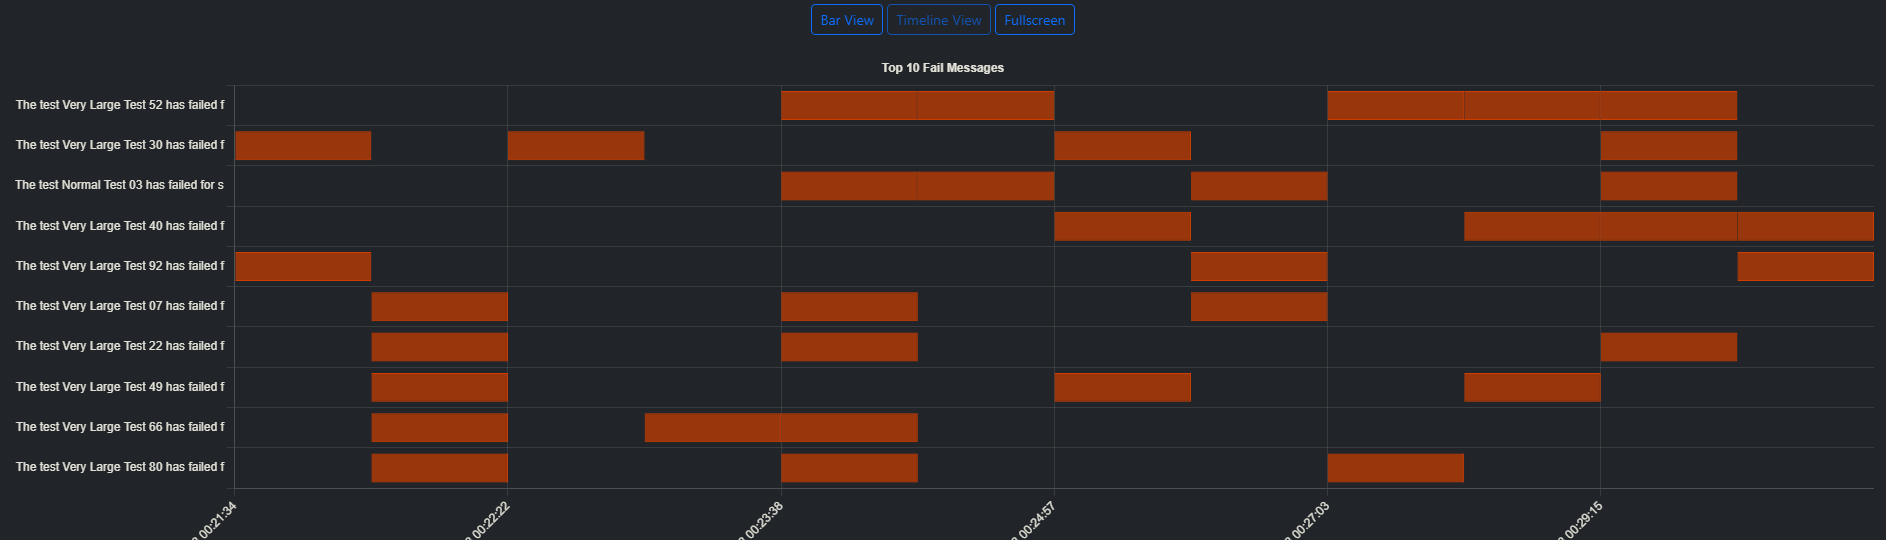 Bar View
Timeline View
Fullscreen
Top 10 Fail Messages
The test Very Large Test 52 has failed f
The test Very Large Test 30 has failed f
The test Normal Test 03 has failed for s
The test Very Large Test 40 has failed f
The test Very Large Test 92 has failed f
The test Very Large Test 07 has failed f
The test Very Large Test 22 has failed f
The test Very Large Test 49 has failed f
The test Very Large Test 66 has failed f
The test Very Large Test 80 has failed f
00:21:34
00:22:22
00:23:38
00:24:57
00:27:03
00:29:15